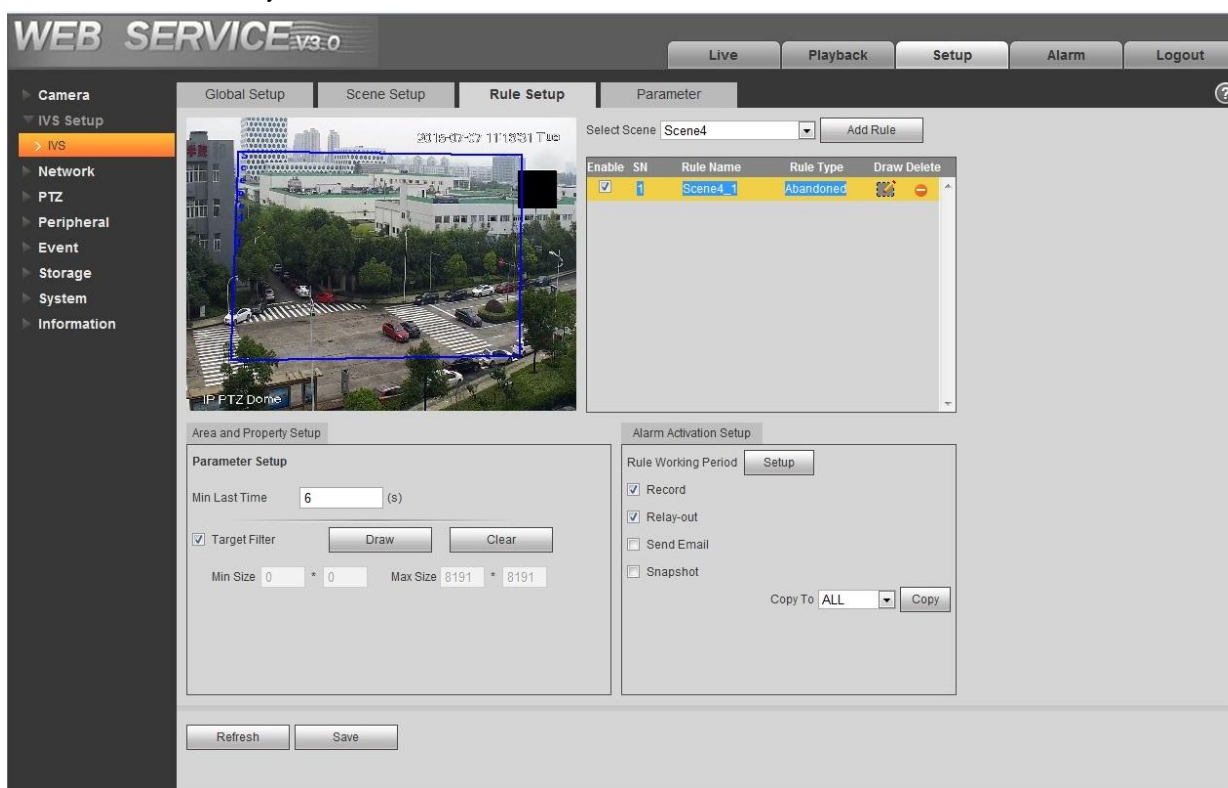 WEB SERVICE V3.0
Live Playback Setup Alarm Logout
Camera
IVS Setup
IVS
Network
PTZ
Peripheral
Event
Storage
System
Information
Global Setup Scene Setup Rule Setup Parameter
11:18:31 Tue
IP PTZ Dome
Select Scene Scene4 Add Rule
Enable SN Rule Name Rule Type Draw Delete
1 Scene4_1 Abandoned
Area and Property Setup
Parameter Setup
Min Last Time 6 (s)
Target Filter Draw Clear
Min Size 0 * 0 Max Size 8191 * 8191
Alarm Activation Setup
Rule Working Period Setup
Record
Relay-out
Send Email
Snapshot
Copy To ALL Copy
Refresh Save